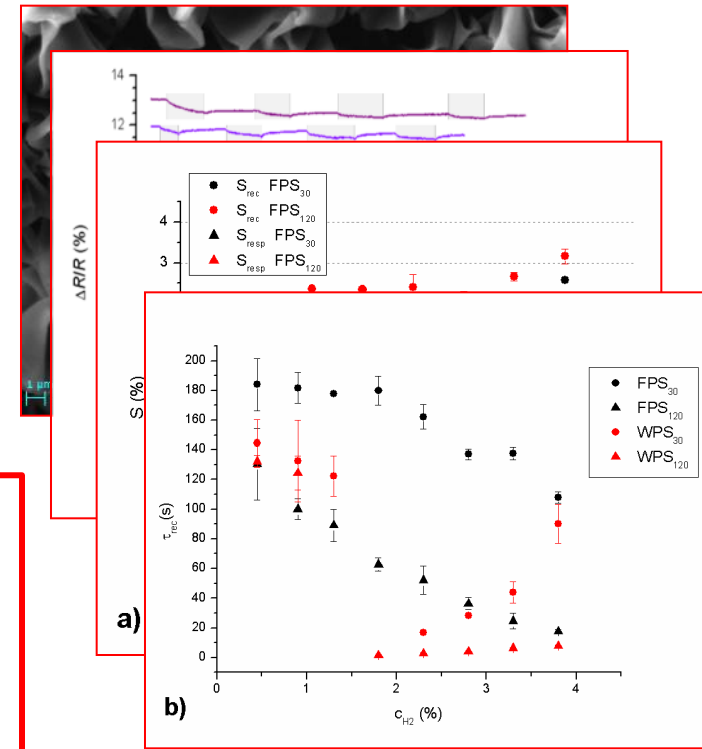 14
12
ΔR/R (%)
1 µm
S_rec FPS_30
S_rec FPS_120
S_resp FPS_30
S_resp FPS_120
4
3
S (%)
a)
200
180
160
140
120
100
80
60
40
20
0
τ_rec(s)
FPS_30
FPS_120
WPS_30
WPS_120
0 1 2 3 4
c_H2 (%)
b)